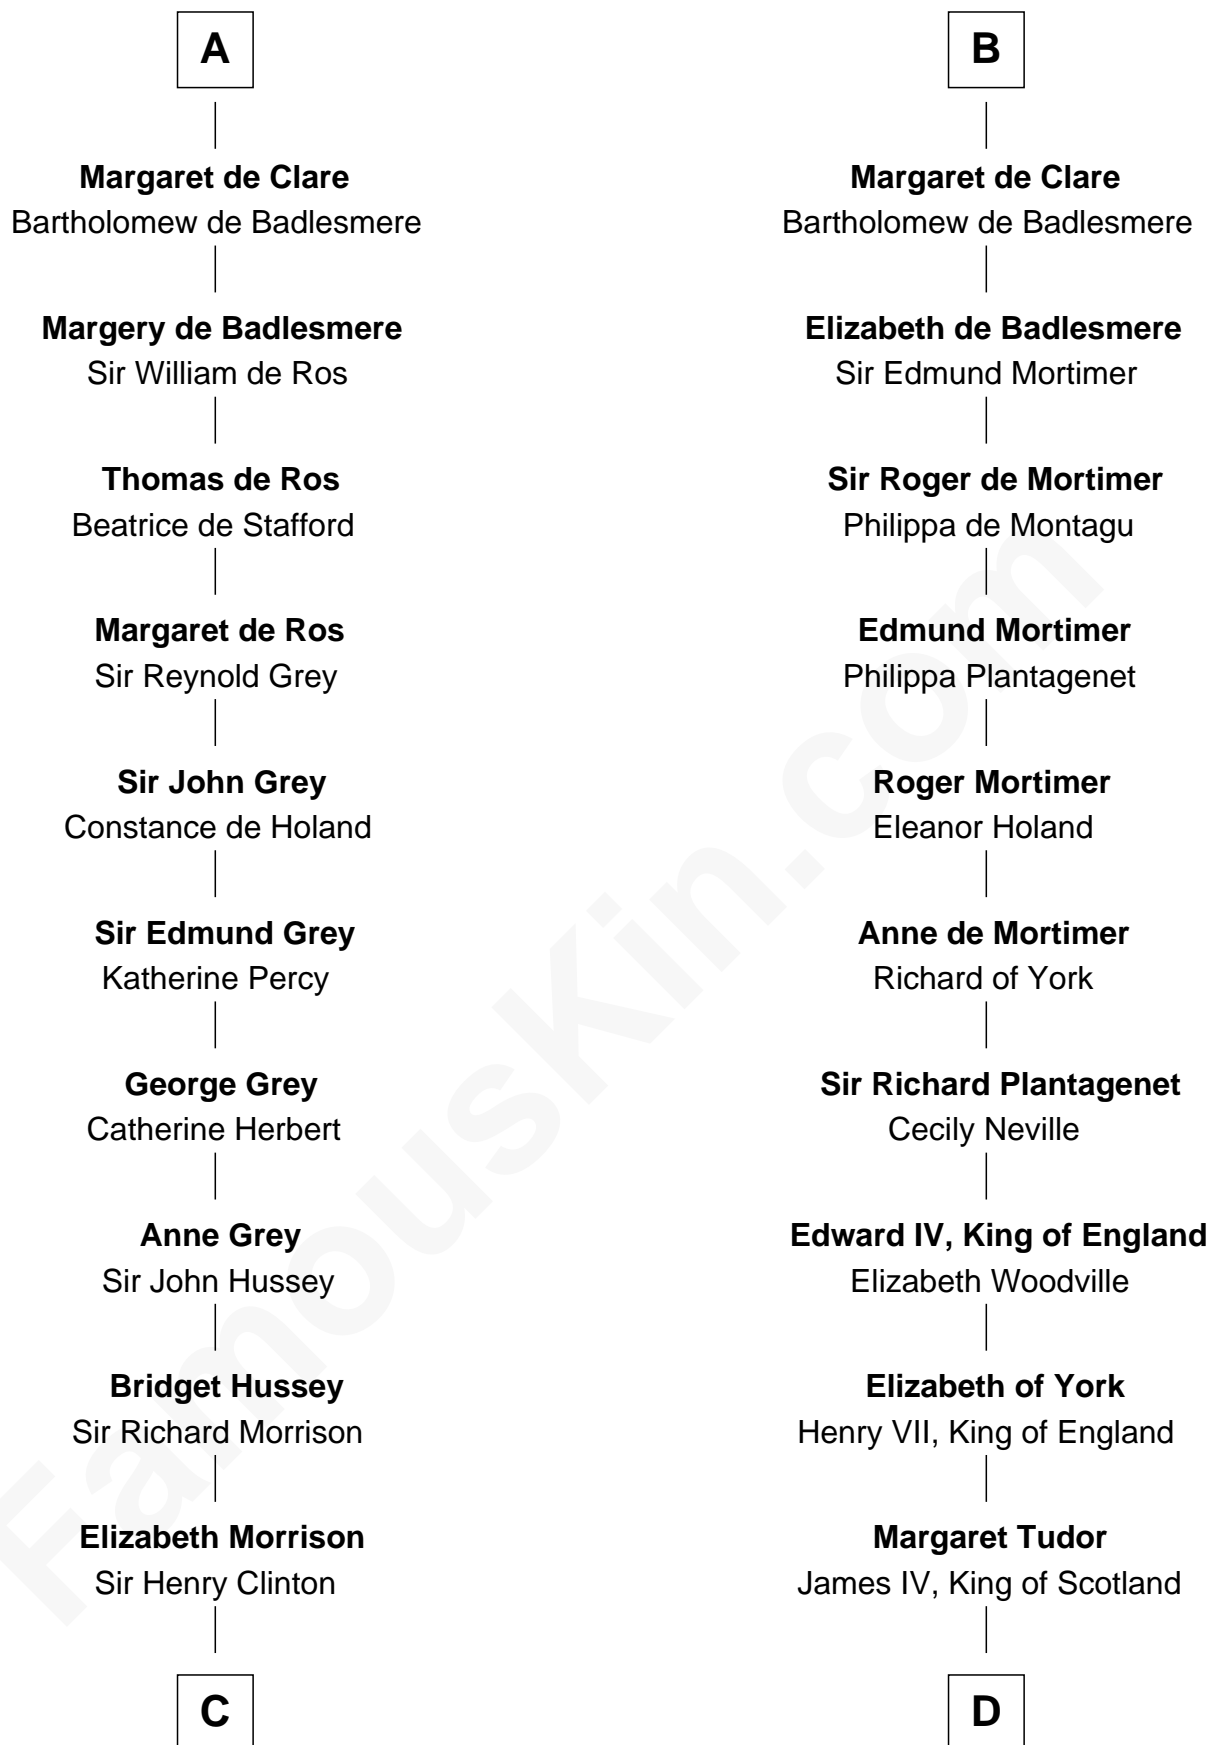 A
Margaret de Clare
Bartholomew de Badlesmere
Margery de Badlesmere
Sir William de Ros
Thomas de Ros
Beatrice de Stafford
Margaret de Ros
Sir Reynold Grey
Sir John Grey
Constance de Holand
Sir Edmund Grey
Katherine Percy
George Grey
Catherine Herbert
Anne Grey
Sir John Hussey
Bridget Hussey
Sir Richard Morrison
Elizabeth Morrison
Sir Henry Clinton
C
B
Margaret de Clare
Bartholomew de Badlesmere
Elizabeth de Badlesmere
Sir Edmund Mortimer
Sir Roger de Mortimer
Philippa de Montagu
Edmund Mortimer
Philippa Plantagenet
Roger Mortimer
Eleanor Holand
Anne de Mortimer
Richard of York
Sir Richard Plantagenet
Cecily Neville
Edward IV, King of England
Elizabeth Woodville
Elizabeth of York
Henry VII, King of England
Margaret Tudor
James IV, King of Scotland
D
FamousKin.com